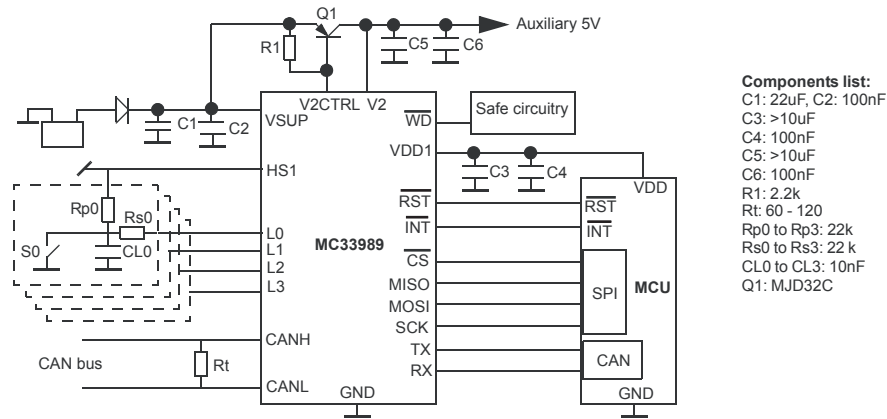 Q1
Auxiliary 5V
R1
C5
C6
V2CTRL
V2
Components list:
C1: 22uF, C2: 100nF
C3: >10uF
C4: 100nF
C5: >10uF
C6: 100nF
R1: 2.2k
Rt: 60 - 120
Rp0 to Rp3: 22k
Rs0 to Rs3: 22 k
CL0 to CL3: 10nF
Q1: MJD32C
C1
C2
VSUP
WD
Safe circuitry
VDD1
C3
C4
VDD
HS1
Rp0
Rs0
RST
RST
S0
CL0
L0
L1
L2
L3
MC33989
INT
INT
CS
MISO
MOSI
SCK
SPI
MCU
CANH
CAN bus
Rt
CANL
TX
RX
CAN
GND
GND